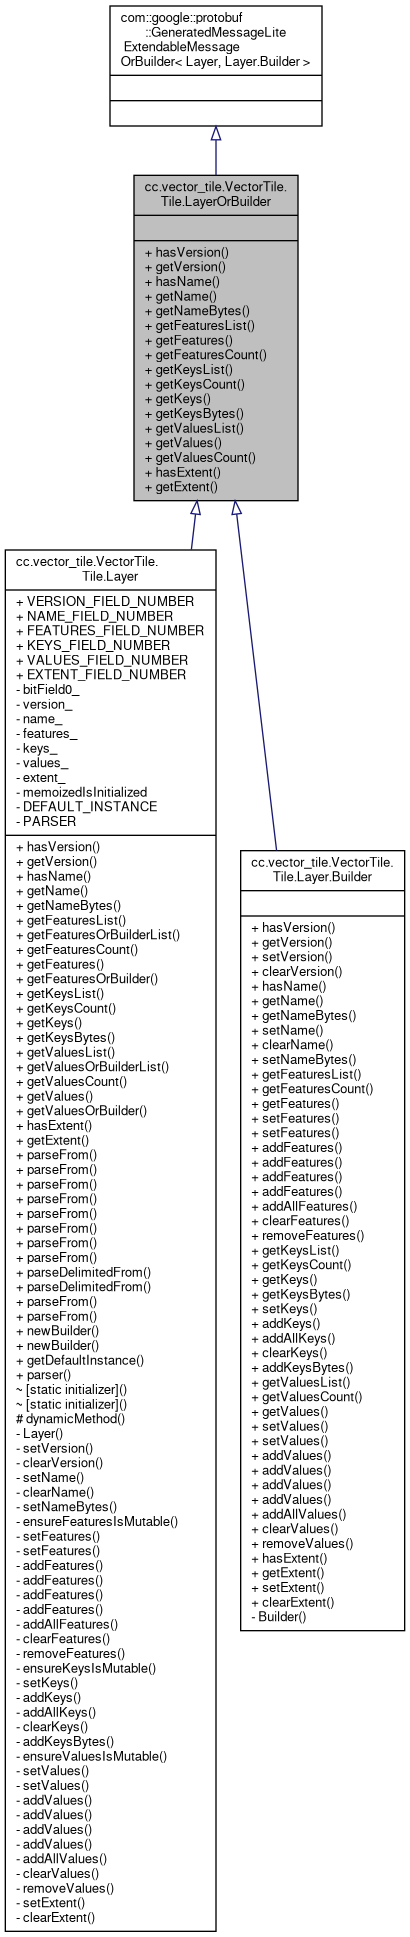 com::google::protobuf
::GeneratedMessageLite
ExtendableMessage
OrBuilder< Layer, Layer.Builder >
cc.vector_tile.VectorTile.
Tile.LayerOrBuilder
+ hasVersion()
+ getVersion()
+ hasName()
+ getName()
+ getNameBytes()
+ getFeaturesList()
+ getFeatures()
+ getFeaturesCount()
+ getKeysList()
+ getKeysCount()
+ getKeys()
+ getKeysBytes()
+ getValuesList()
+ getValues()
+ getValuesCount()
+ hasExtent()
+ getExtent()
cc.vector_tile.VectorTile.
Tile.Layer
+ VERSION_FIELD_NUMBER
+ NAME_FIELD_NUMBER
+ FEATURES_FIELD_NUMBER
+ KEYS_FIELD_NUMBER
+ VALUES_FIELD_NUMBER
+ EXTENT_FIELD_NUMBER
- bitField0_
- version_
- name_
- features_
- keys_
- values_
- extent_
- memoizedIsInitialized
- DEFAULT_INSTANCE
- PARSER
+ hasVersion()
+ getVersion()
+ hasName()
+ getName()
+ getNameBytes()
+ getFeaturesList()
+ getFeaturesOrBuilderList()
+ getFeaturesCount()
+ getFeatures()
+ getFeaturesOrBuilder()
+ getKeysList()
+ getKeysCount()
+ getKeys()
+ getKeysBytes()
+ getValuesList()
+ getValuesOrBuilderList()
+ getValuesCount()
+ getValues()
+ getValuesOrBuilder()
+ hasExtent()
+ getExtent()
+ parseFrom()
+ parseFrom()
+ parseFrom()
+ parseFrom()
+ parseFrom()
+ parseFrom()
+ parseFrom()
+ parseFrom()
+ parseDelimitedFrom()
+ parseDelimitedFrom()
+ parseFrom()
+ parseFrom()
+ newBuilder()
+ newBuilder()
+ getDefaultInstance()
+ parser()
~ [static initializer]()
~ [static initializer]()
# dynamicMethod()
- Layer()
- setVersion()
- clearVersion()
- setName()
- clearName()
- setNameBytes()
- ensureFeaturesIsMutable()
- setFeatures()
- setFeatures()
- addFeatures()
- addFeatures()
- addFeatures()
- addFeatures()
- addAllFeatures()
- clearFeatures()
- removeFeatures()
- ensureKeysIsMutable()
- setKeys()
- addKeys()
- addAllKeys()
- clearKeys()
- addKeysBytes()
- ensureValuesIsMutable()
- setValues()
- setValues()
- addValues()
- addValues()
- addValues()
- addValues()
- addAllValues()
- clearValues()
- removeValues()
- setExtent()
- clearExtent()
cc.vector_tile.VectorTile.
Tile.Layer.Builder
+ hasVersion()
+ getVersion()
+ setVersion()
+ clearVersion()
+ hasName()
+ getName()
+ getNameBytes()
+ setName()
+ clearName()
+ setNameBytes()
+ getFeaturesList()
+ getFeaturesCount()
+ getFeatures()
+ setFeatures()
+ setFeatures()
+ addFeatures()
+ addFeatures()
+ addFeatures()
+ addFeatures()
+ addAllFeatures()
+ clearFeatures()
+ removeFeatures()
+ getKeysList()
+ getKeysCount()
+ getKeys()
+ getKeysBytes()
+ setKeys()
+ addKeys()
+ addAllKeys()
+ clearKeys()
+ addKeysBytes()
+ getValuesList()
+ getValuesCount()
+ getValues()
+ setValues()
+ setValues()
+ addValues()
+ addValues()
+ addValues()
+ addValues()
+ addAllValues()
+ clearValues()
+ removeValues()
+ hasExtent()
+ getExtent()
+ setExtent()
+ clearExtent()
- Builder()